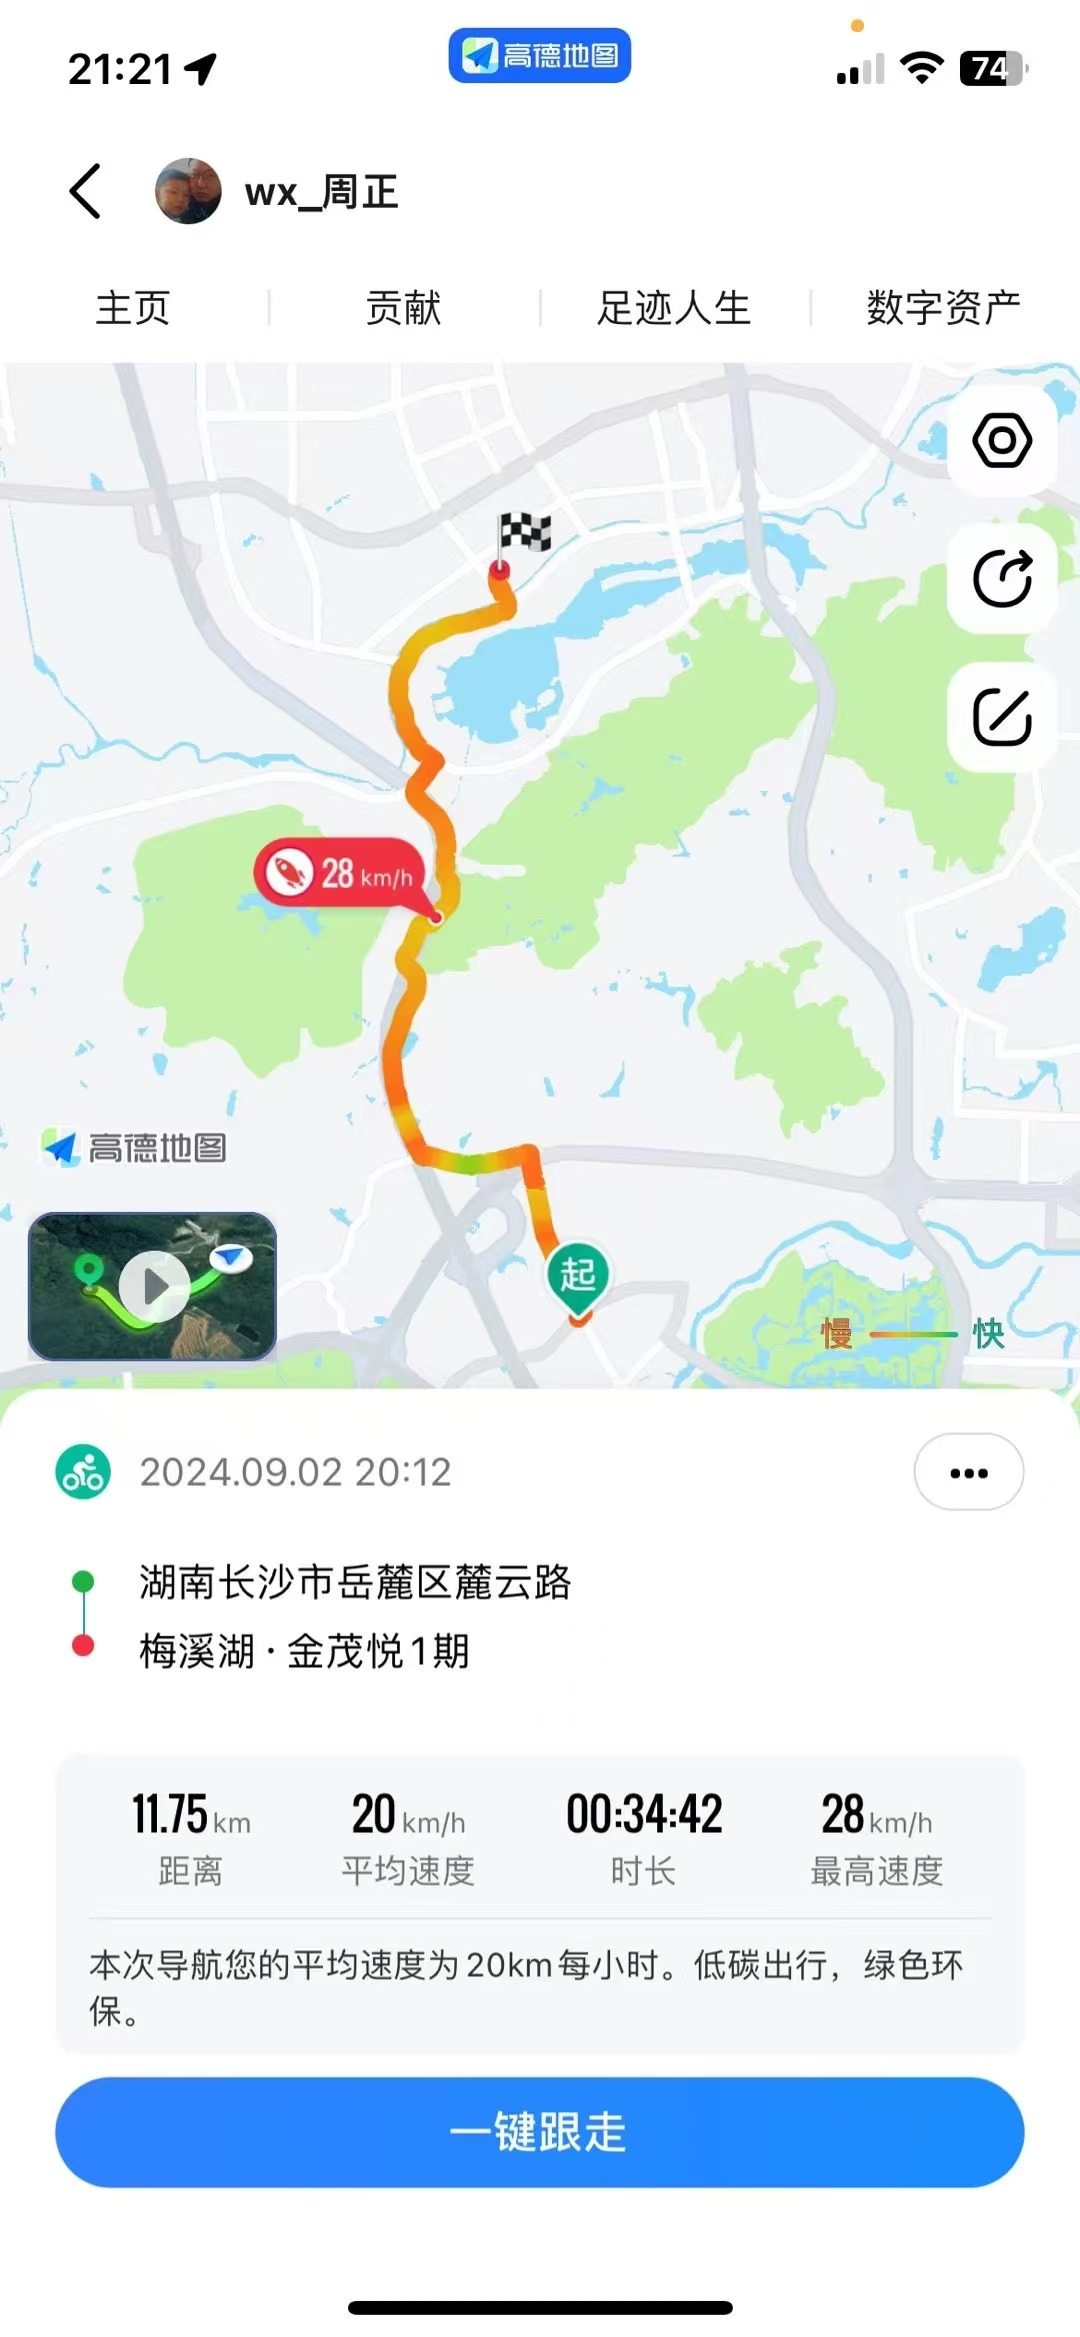 21:21
高德地图
74
wx_周正
主页
贡献
足迹人生
数字资产
28 km/h
高德地图
起
慢
快
2024.09.02 20:12
湖南长沙市岳麓区麓云路
梅溪湖·金茂悦1期
11.75 km 20 km/h 00:34:42 28 km/h
距离 平均速度 时长 最高速度
本次导航您的平均速度为20km每小时。低碳出行，绿色环
保。
一键跟走